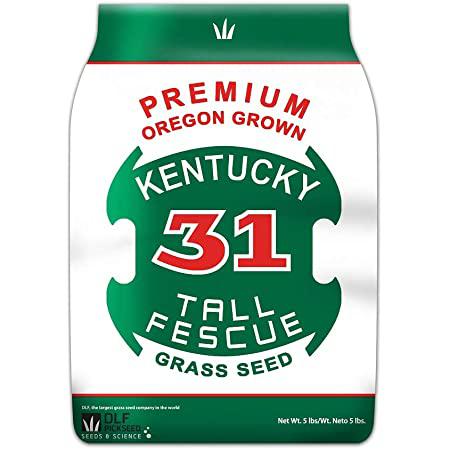 PREMIUM
OREGON GROWN
KENTUCKY
31
TALL
FESCUE
GRASS SEED
DLF, the largest grass seed company in the world
DLF
PICKSEED
SEEDS & SCIENCE
Net Wt. 5 lbs/Wt. Neto 5 lbs.